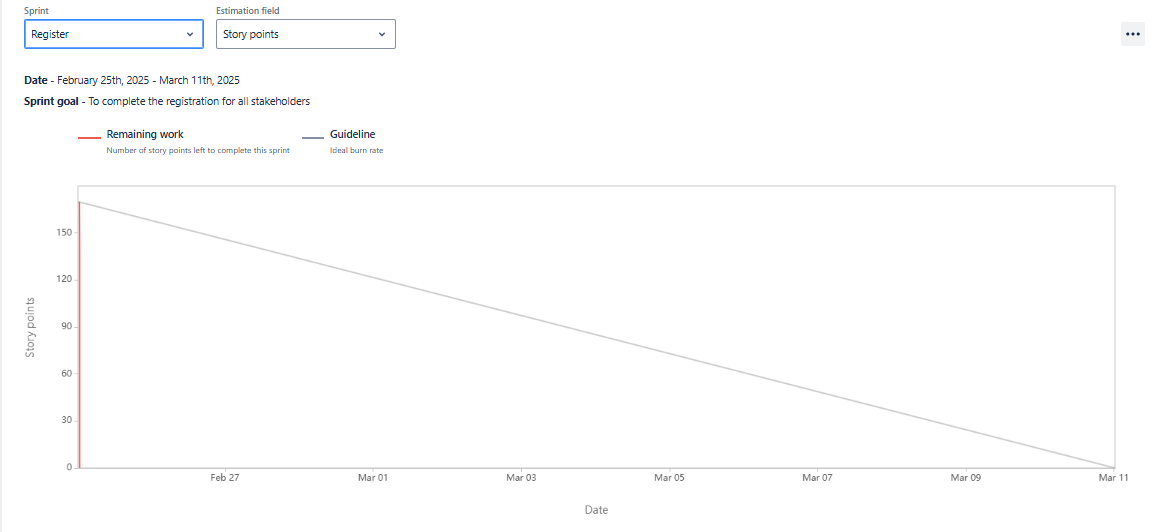 Sprint
Estimation field
Register
Story points
Date - February 25th, 2025 - March 11th, 2025
Sprint goal - To complete the registration for all stakeholders
Remaining work
Number of story points left to complete this sprint
Guideline
Ideal burn rate
Story points
150
120
90
60
30
0
Feb 27
Mar 01
Mar 03
Mar 05
Mar 07
Mar 09
Mar 11
Date